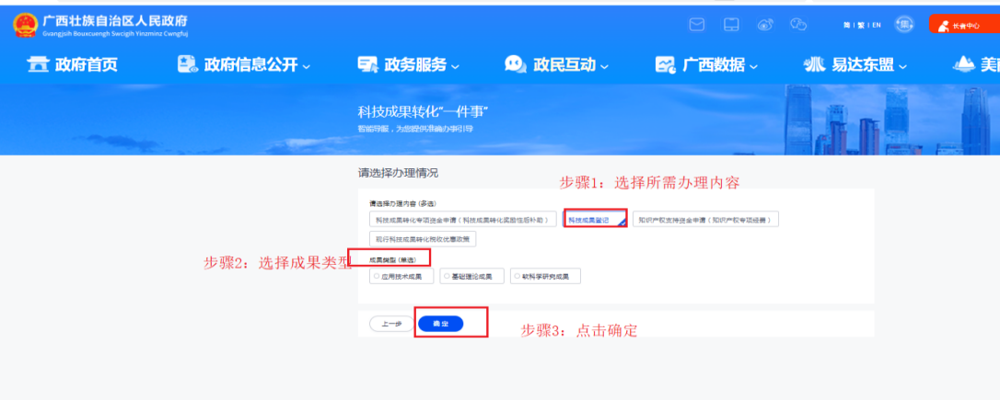 广西壮族自治区人民政府
Gvangjsih Bouxcuengh Swcigih Yinzminz Cwngfuj
简 | 繁 | EN
长者中心
政府首页
政府信息公开
政务服务
政民互动
广西数据
易达东盟
科技成果转化“一件事”
智能导服,为您提供准确办事引导
请选择办理情况
步骤1:选择所需办理内容
请选择办理内容 (多选)
科技成果转化专项资金申请(科技成果转化奖励性后补助)
科技成果登记
知识产权支持资金申请(知识产权专项经费)
现行科技成果转化税收优惠政策
步骤2:选择成果类型
成果类型 (单选)
应用技术成果
基础理论成果
软科学研究成果
上一步
确定
步骤3:点击确定